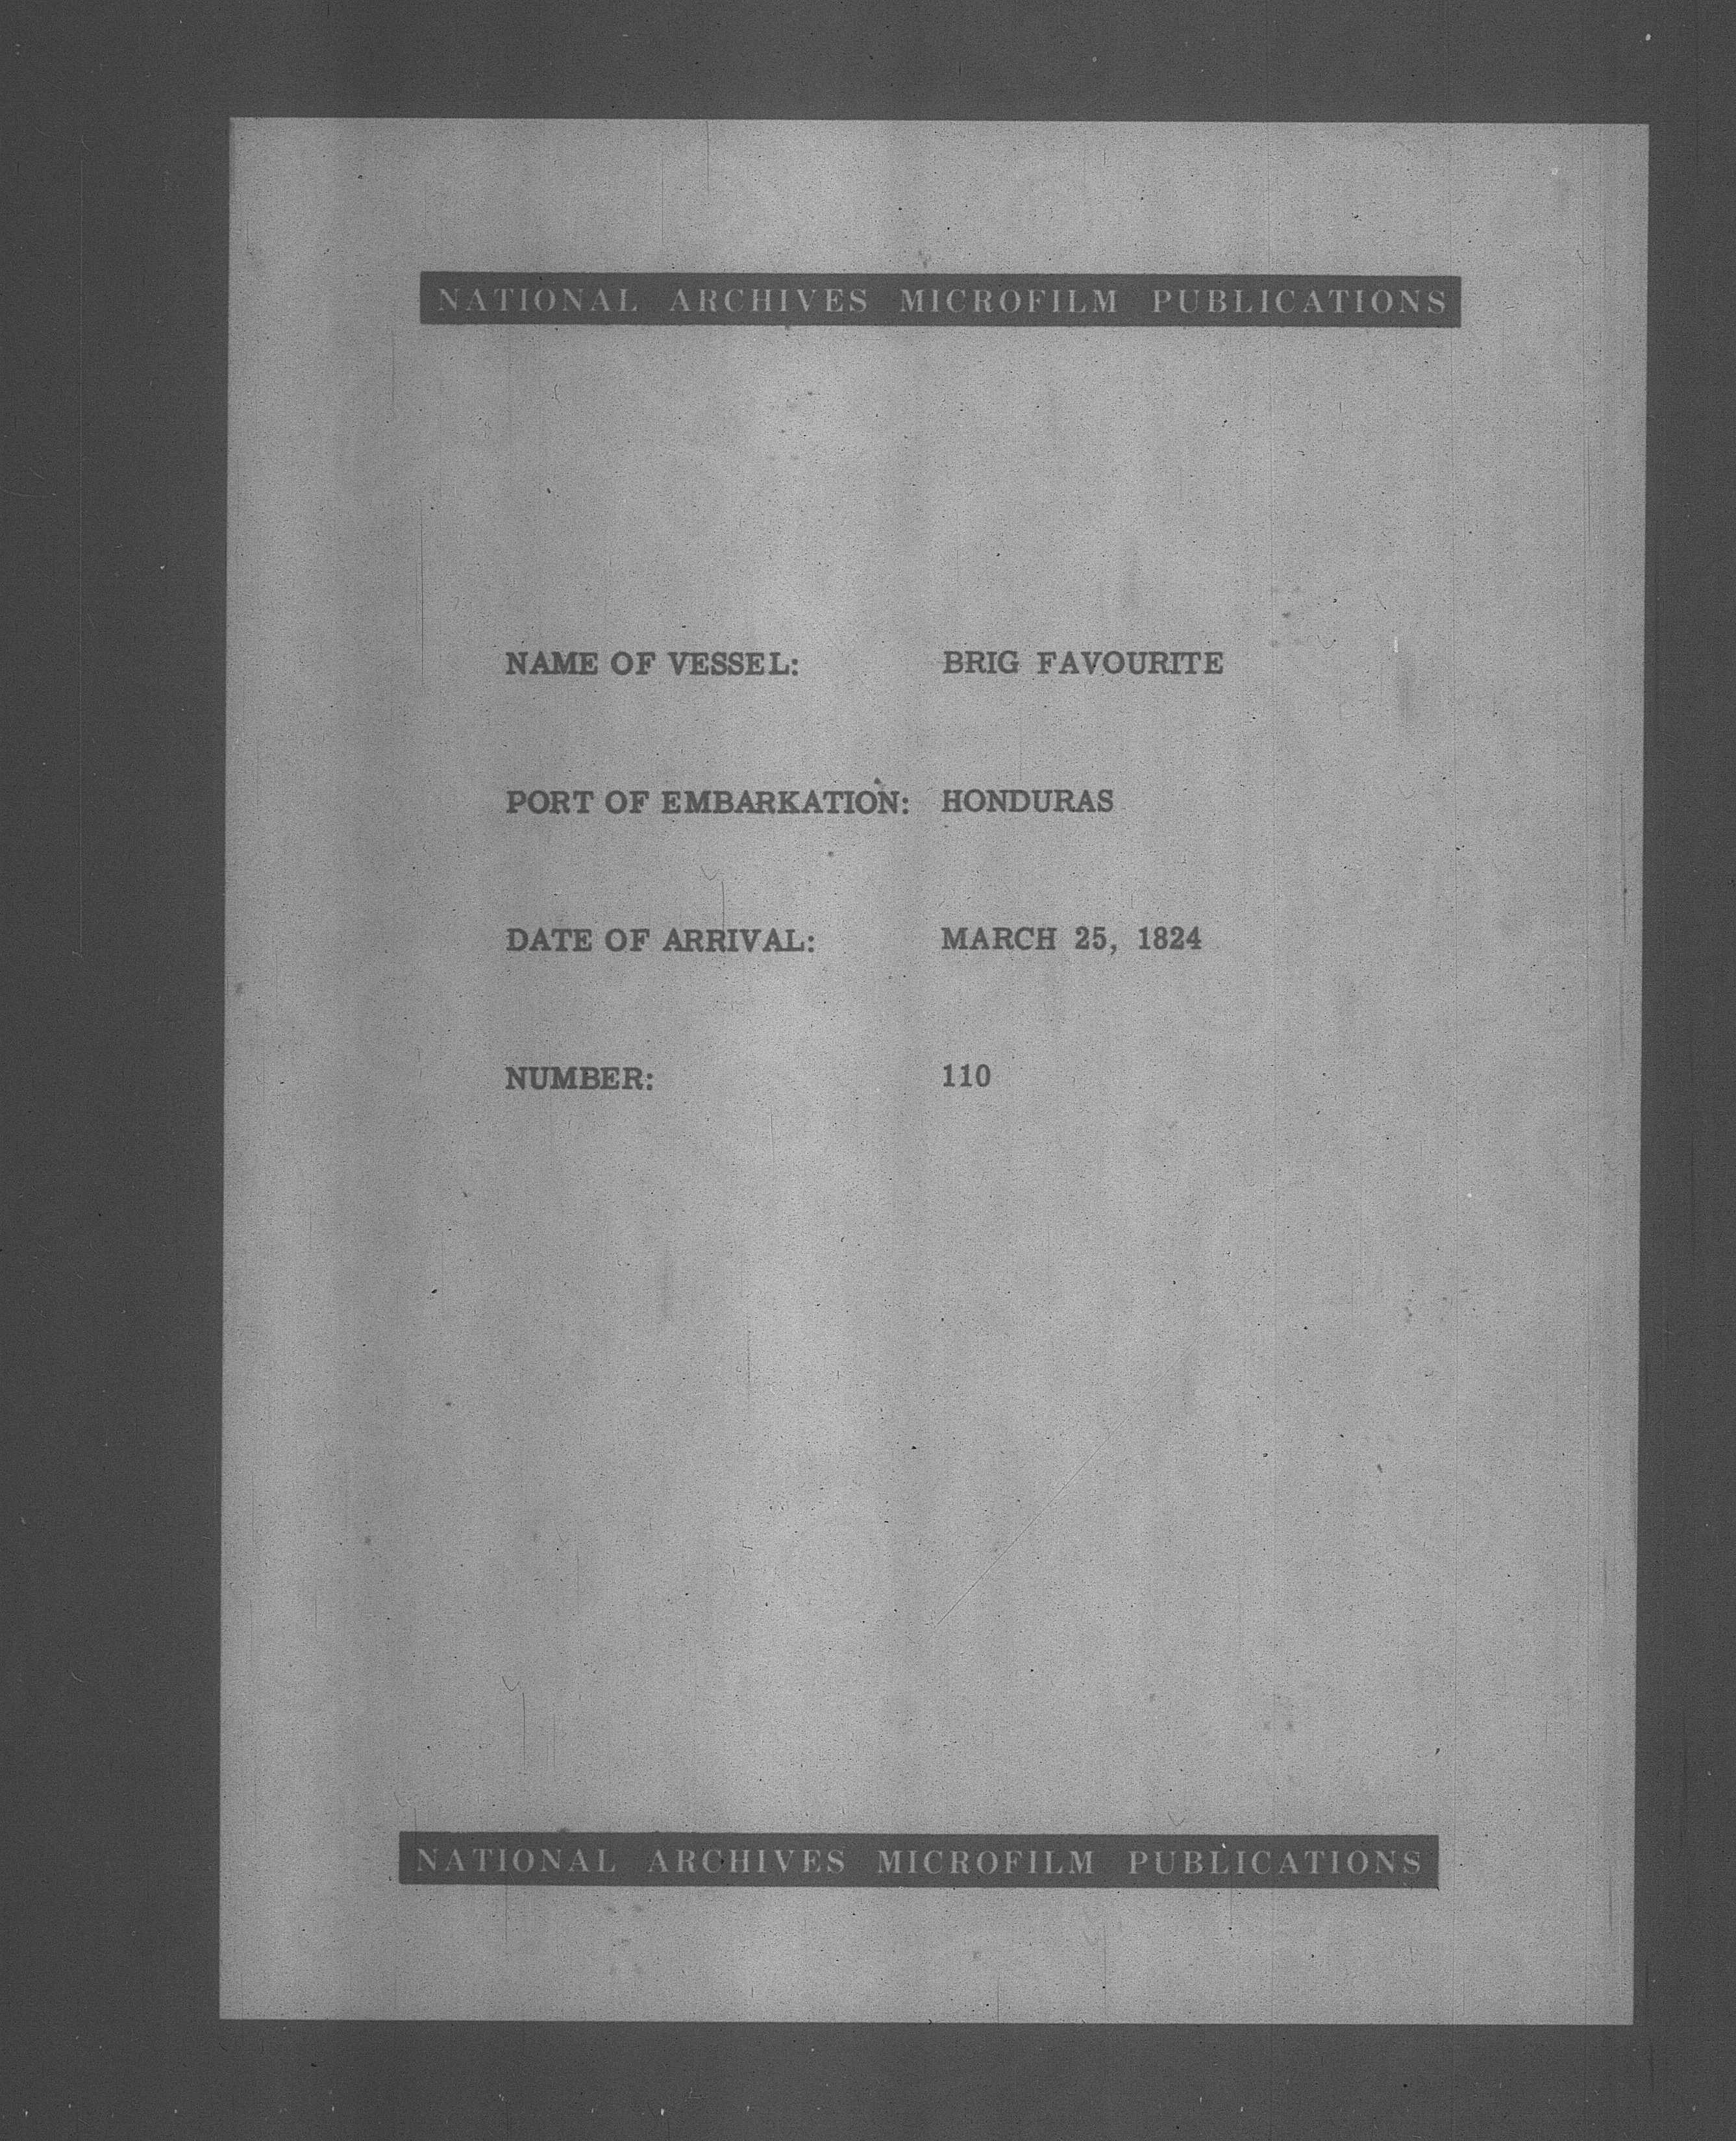 NATIONAL ARCHIVES MICROFILM PUBLICATIONS
NAME OF VESSEL: BRIG FAVOURITE
PORT OF EMBARKATION: HONDURAS
DATE OF ARRIVAL: MARCH 25, 1824
NUMBER: 110
NATIONAL ARCHIVES MICROFILM PUBLICATIONS